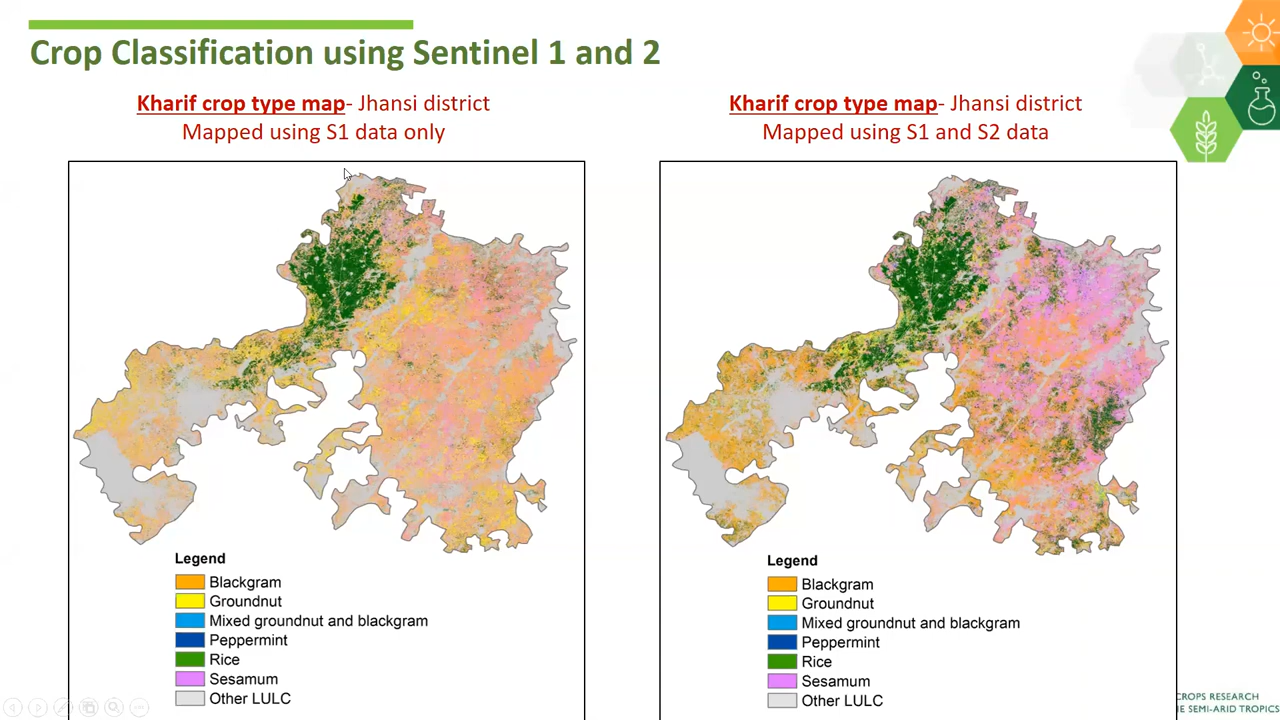 Crop Classification using Sentinel 1 and 2
Kharif crop type map- Jhansi district
Mapped using S1 data only
Kharif crop type map- Jhansi district
Mapped using S1 and S2 data
Legend
Blackgram
Groundnut
Mixed groundnut and blackgram
Peppermint
Rice
Sesamum
Other LULC
Legend
Blackgram
Groundnut
Mixed groundnut and blackgram
Peppermint
Rice
Sesamum
Other LULC
CROPS RESEARCH
SEMI-ARID TROPICS